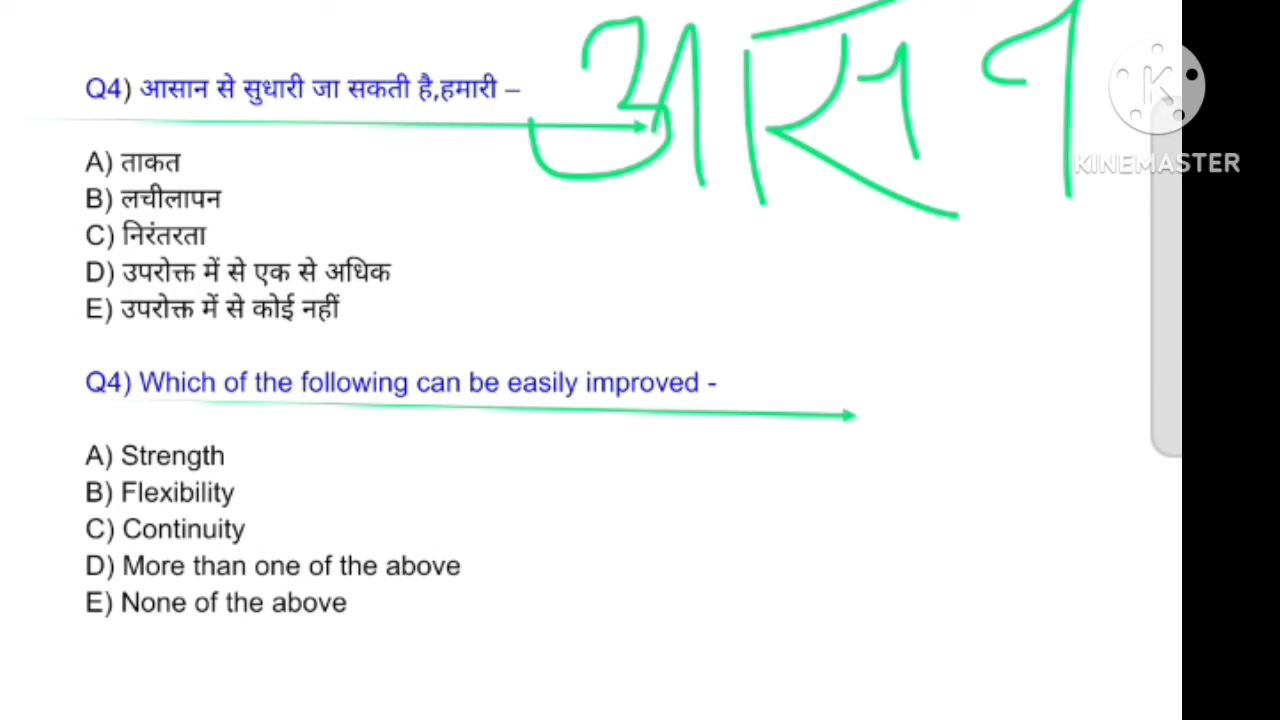 आसन
Q4) आसान से सुधारी जा सकती है,हमारी –
A) ताकत
B) लचीलापन
C) निरंतरता
D) उपरोक्त में से एक से अधिक
E) उपरोक्त में से कोई नहीं
Q4) Which of the following can be easily improved -
A) Strength
B) Flexibility
C) Continuity
D) More than one of the above
E) None of the above
K
KINEMASTER